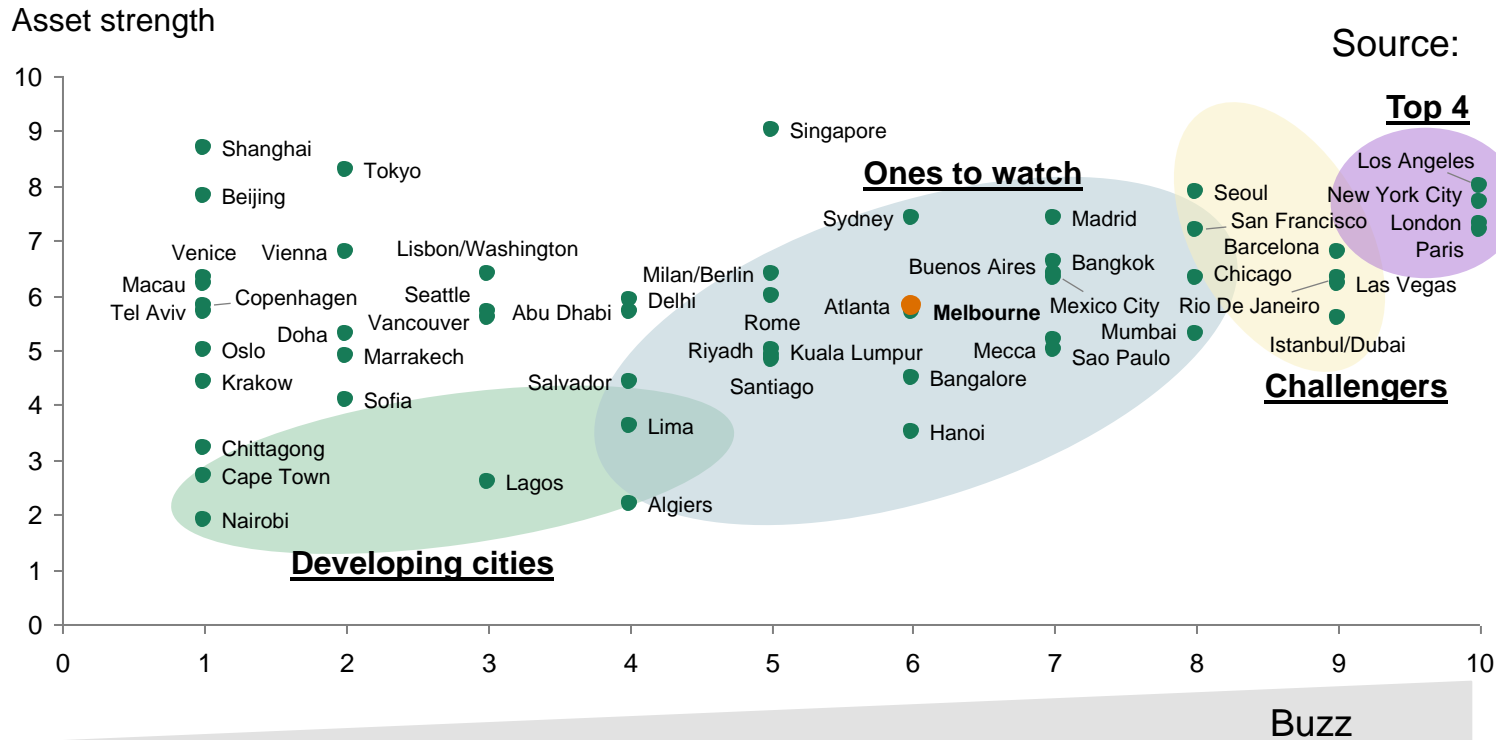 Asset strength
Source:
10
9
8
7
6
5
4
3
2
1
0
Top 4
Ones to watch
Challengers
Developing cities
Shanghai
Beijing
Venice
Macau
Copenhagen
Tel Aviv
Oslo
Krakow
Chittagong
Cape Town
Nairobi
Tokyo
Vienna
Doha
Marrakech
Sofia
Lisbon/Washington
Seattle
Vancouver
Lagos
Abu Dhabi
Delhi
Salvador
Lima
Algiers
Singapore
Milan/Berlin
Rome
Riyadh
Kuala Lumpur
Santiago
Sydney
Atlanta
Melbourne
Bangalore
Hanoi
Madrid
Buenos Aires
Bangkok
Mexico City
Mecca
Sao Paulo
Seoul
San Francisco
Chicago
Mumbai
Barcelona
Rio De Janeiro
Las Vegas
Istanbul/Dubai
Los Angeles
New York City
London
Paris
0 1 2 3 4 5 6 7 8 9 10
Buzz